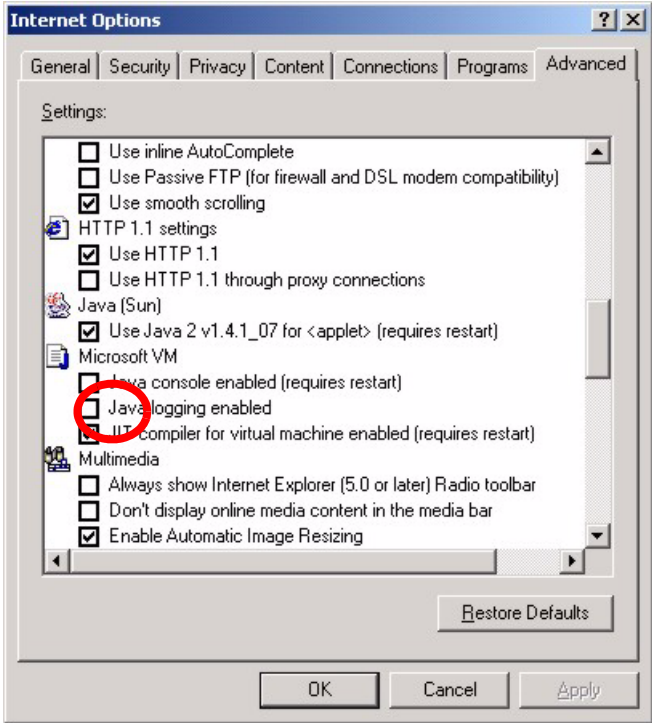 Internet Options
General Security Privacy Content Connections Programs Advanced
Settings:
Use inline AutoComplete
Use Passive FTP (for firewall and DSL modem compatibility)
Use smooth scrolling
HTTP 1.1 settings
Use HTTP 1.1
Use HTTP 1.1 through proxy connections
Java (Sun)
Use Java 2 v1.4.1_07 for <applet> (requires restart)
Microsoft VM
Java console enabled (requires restart)
Java logging enabled
JIT compiler for virtual machine enabled (requires restart)
Multimedia
Always show Internet Explorer (5.0 or later) Radio toolbar
Don't display online media content in the media bar
Enable Automatic Image Resizing
Restore Defaults
OK Cancel Apply